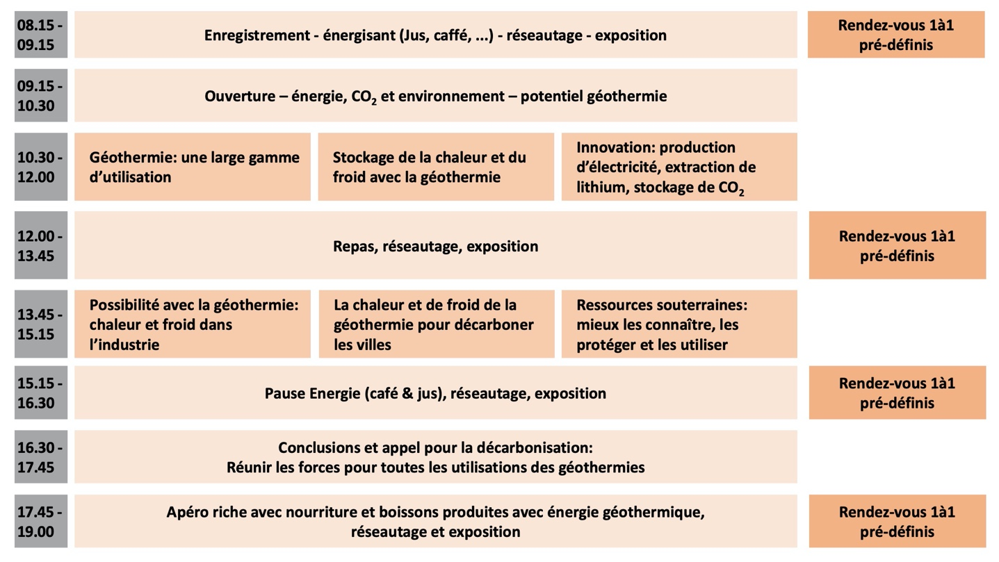 08.15 -
09.15
Enregistrement - énergisant (Jus, caffé, ...) - réseautage - exposition
Rendez-vous 1à1
pré-définis
09.15 -
10.30
Ouverture – énergie, CO₂ et environnement – potentiel géothermie
10.30 -
12.00
Géothermie: une large gamme
d’utilisation
Stockage de la chaleur et du
froid avec la géothermie
Innovation: production
d’électricité, extraction de
lithium, stockage de CO₂
12.00 -
13.45
Repas, réseautage, exposition
Rendez-vous 1à1
pré-définis
13.45 -
15.15
Possibilité avec la géothermie:
chaleur et froid dans
l’industrie
La chaleur et de froid de la
géothermie pour décarboner
les villes
Ressources souterraines:
mieux les connaître, les
protéger et les utiliser
15.15 -
16.30
Pause Energie (café & jus), réseautage, exposition
Rendez-vous 1à1
pré-définis
16.30 -
17.45
Conclusions et appel pour la décarbonisation:
Réunir les forces pour toutes les utilisations des géothermies
17.45 -
19.00
Apéro riche avec nourriture et boissons produites avec énergie géothermique,
réseautage et exposition
Rendez-vous 1à1
pré-définis